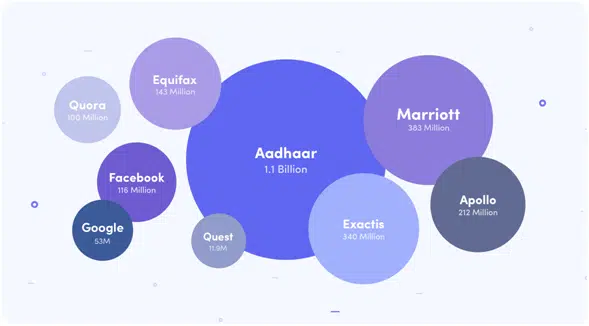 Equifax
143 Million
Quora
100 Million
Marriott
383 Million
Aadhaar
1.1 Billion
Facebook
116 Million
Apollo
212 Million
Google
53M
Quest
11.9M
Exactis
340 Million